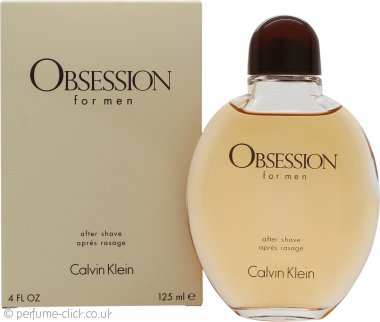 OBSESSION
for men
after shave
après rasage
Calvin Klein
4 FL OZ 125 ml e
OBSESSION
for men
after shave
après rasage
Calvin Klein
© perfume-click.co.uk